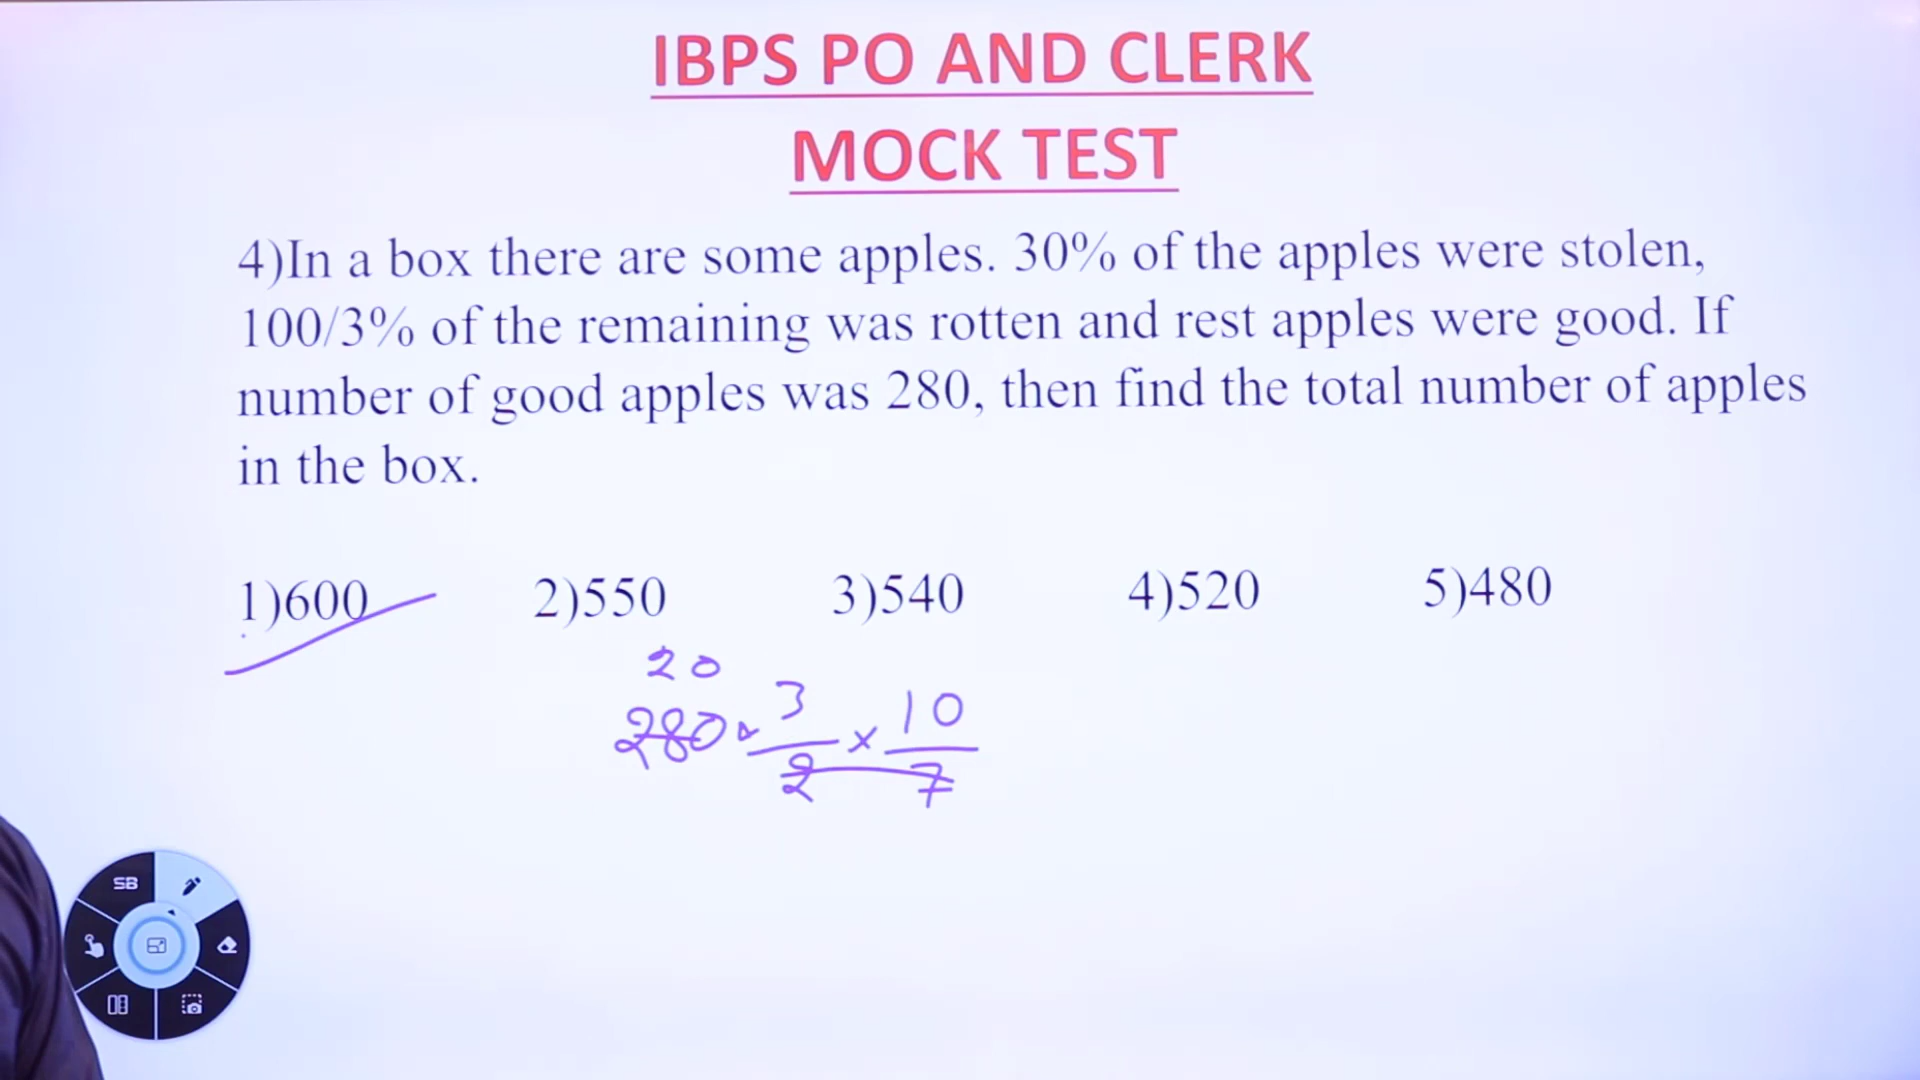 IBPS PO AND CLERK
MOCK TEST
4)In a box there are some apples. 30% of the apples were stolen,
100/3% of the remaining was rotten and rest apples were good. If
number of good apples was 280, then find the total number of apples
in the box.
1)600 2)550 3)540 4)520 5)480
20
280 × 3/2 × 10/7
SB